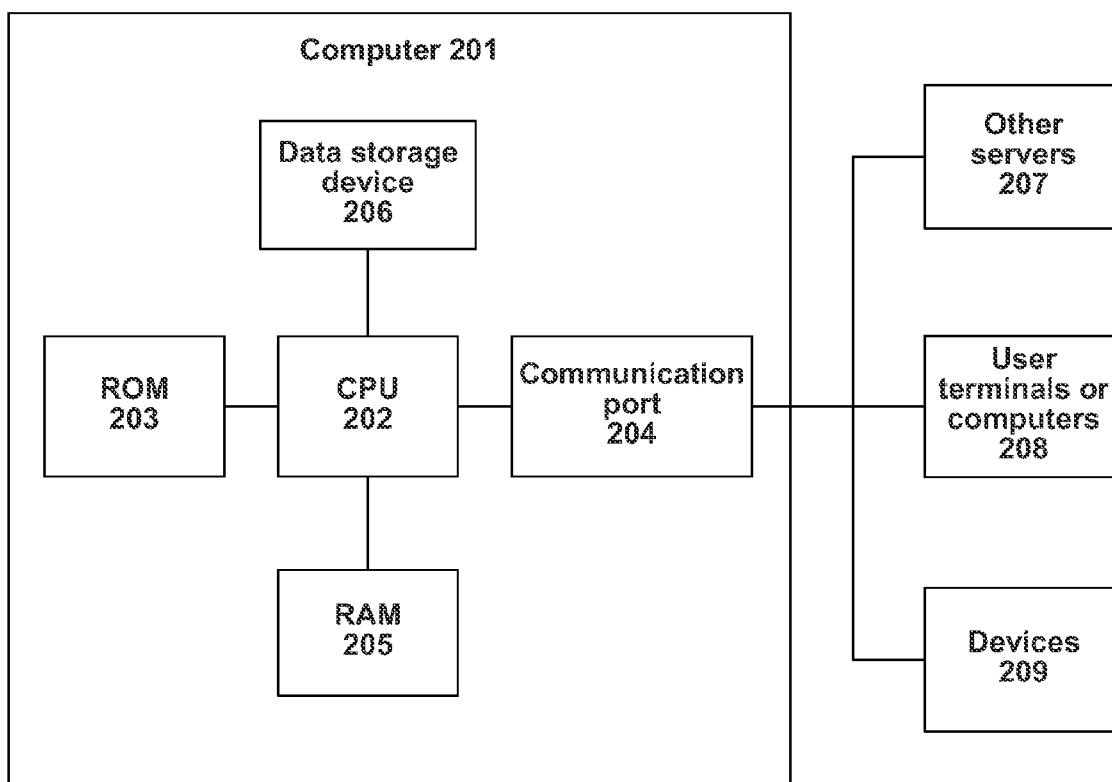 Computer 201
Data storage
device
206
ROM
203
CPU
202
Communication
port
204
RAM
205
Other
servers
207
User
terminals or
computers
208
Devices
209